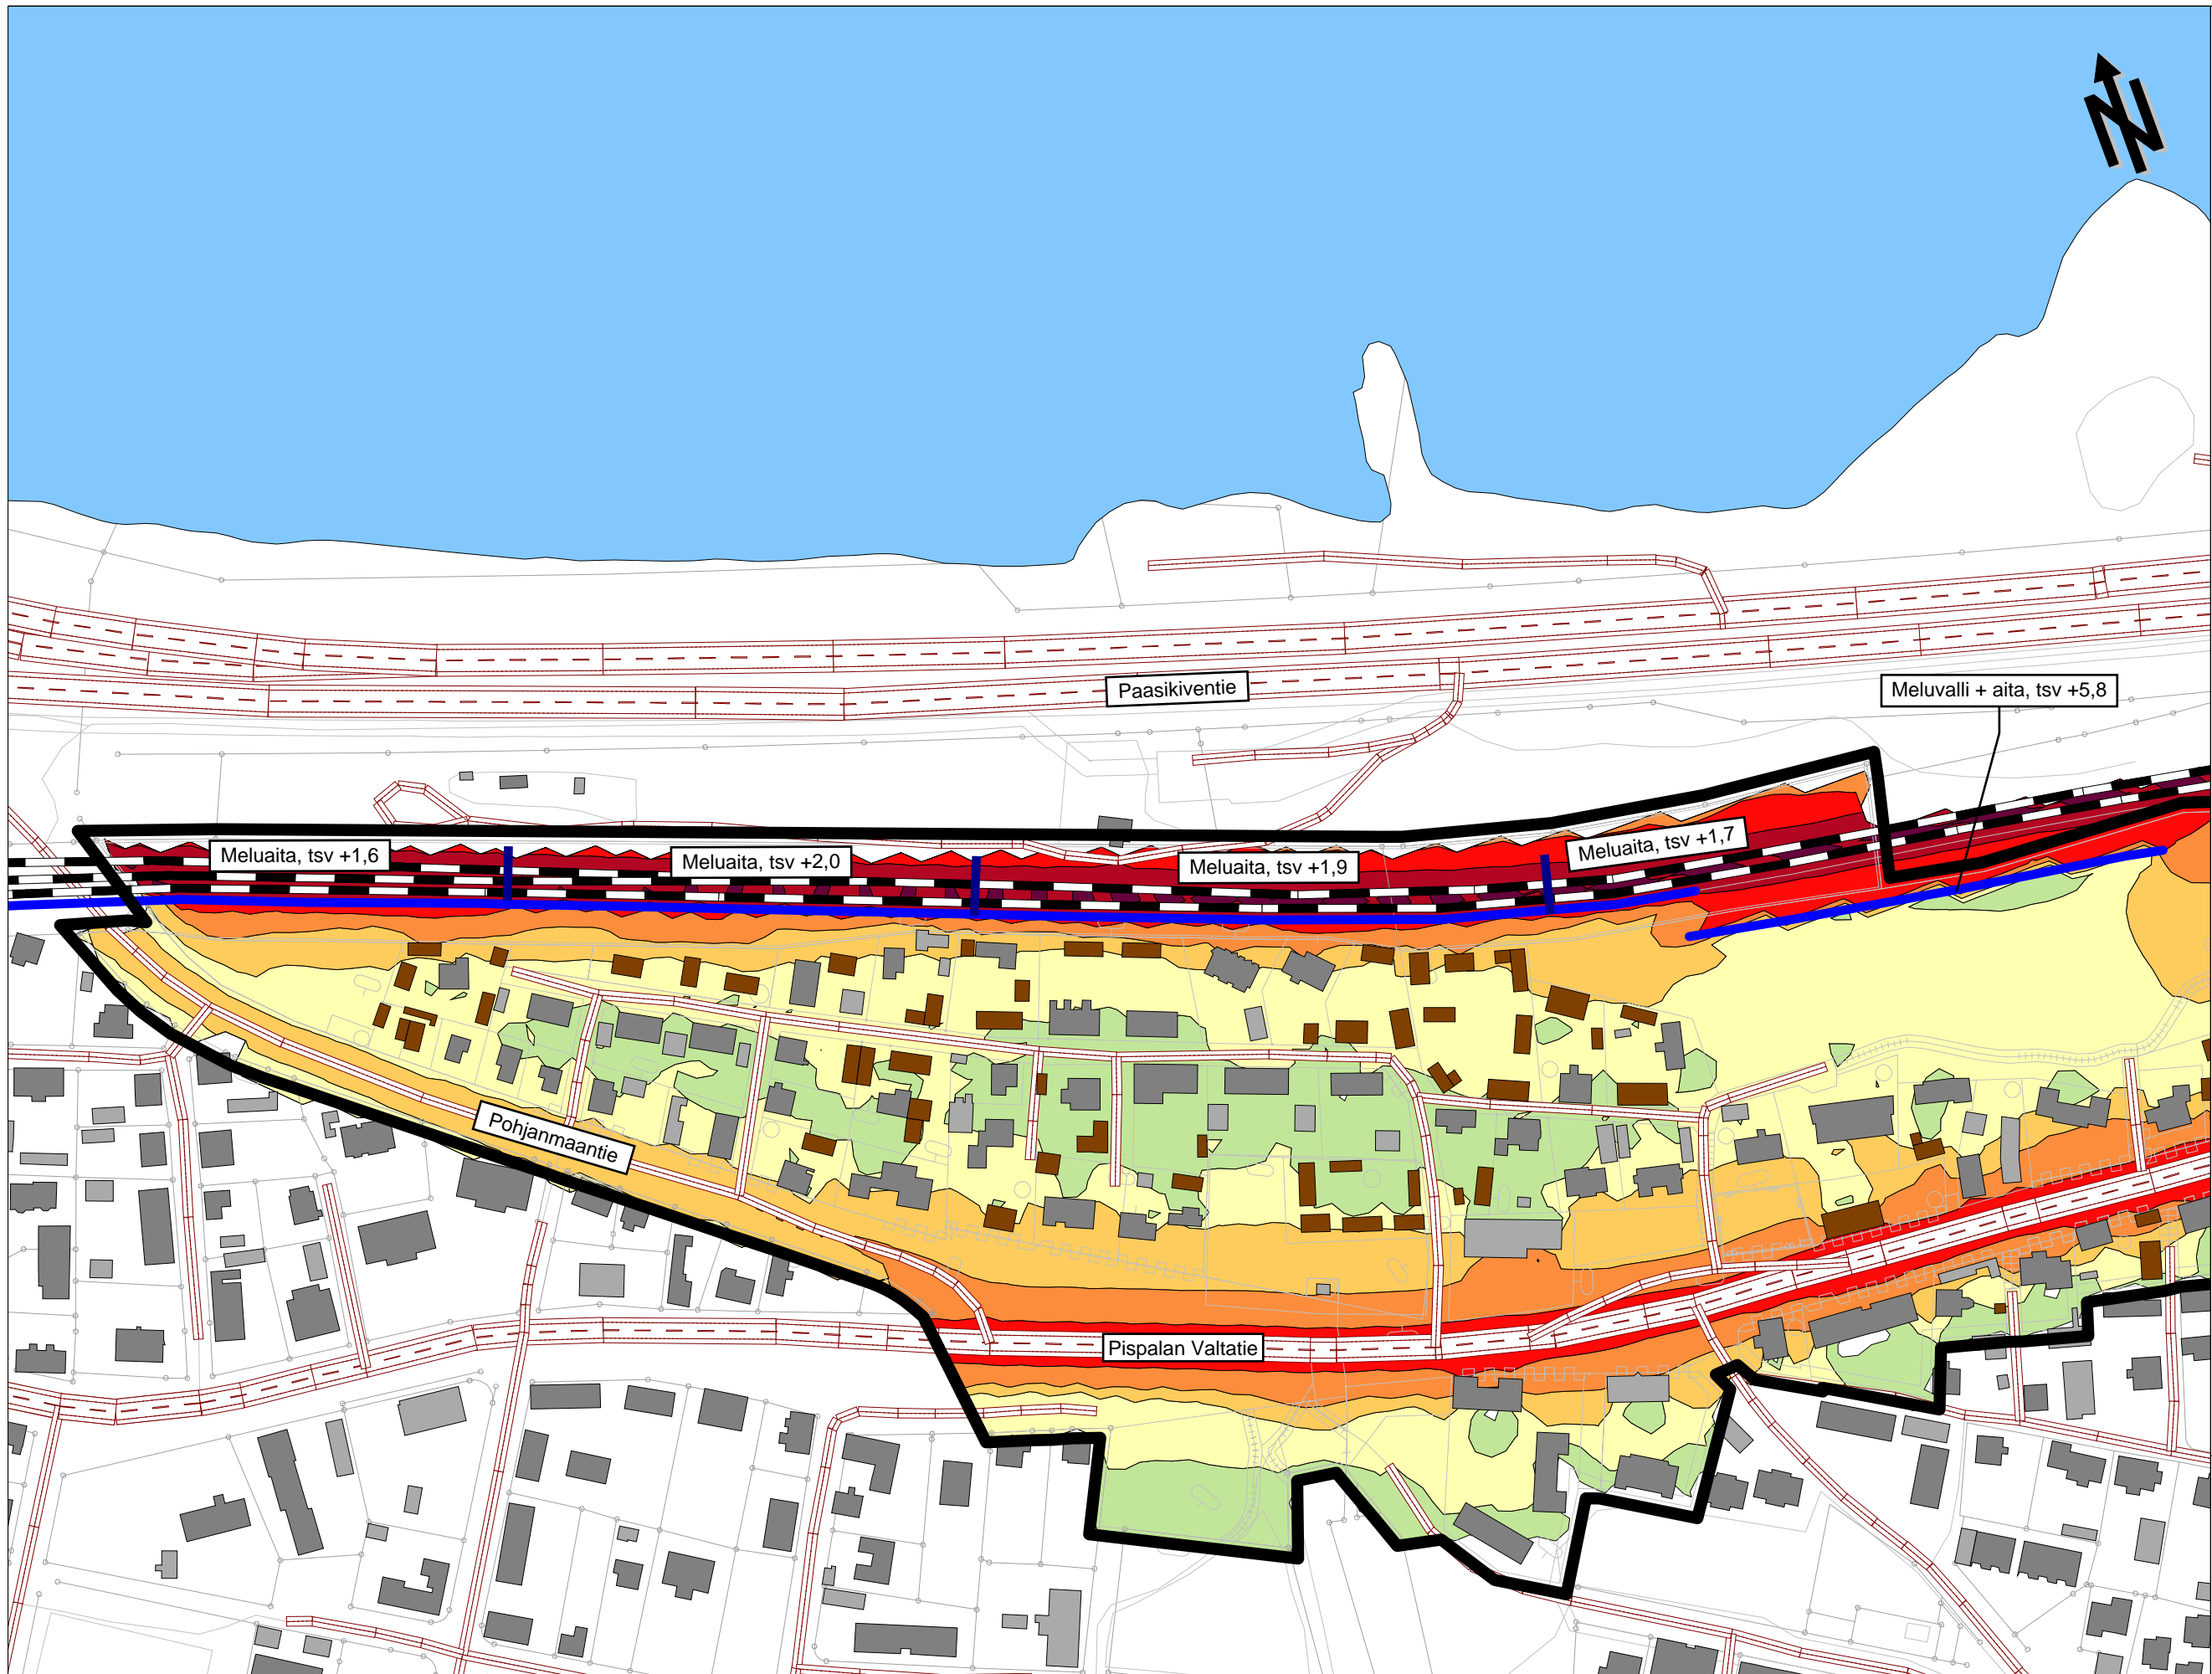 N
Paasikiventie
Meluvalli + aita, tsv +5,8
Meluaita, tsv +1,6
Meluaita, tsv +2,0
Meluaita, tsv +1,9
Meluaita, tsv +1,7
Pohjanmaantie
Pispalan Valtatie